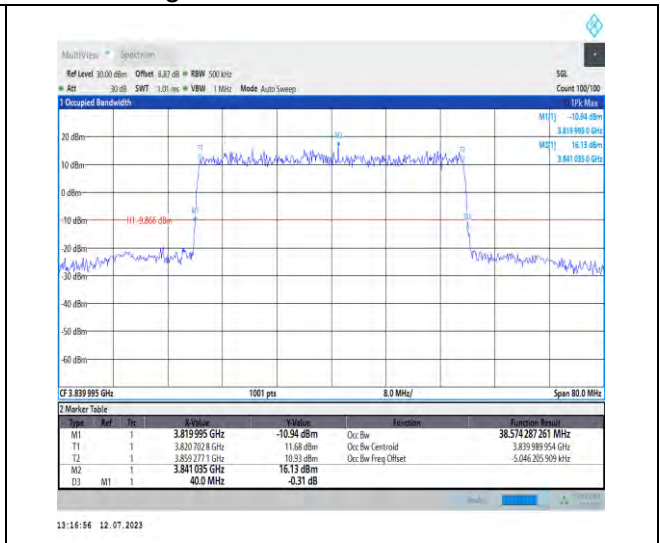 MultiView Spectrum
Ref Level 30.00 dBm Offset 8.87 dB RBW 500 kHz SGL
Att 30 dB SWT 1.01 ms VBW 1 MHz Mode Auto Sweep Count 100/100
1 Occupied Bandwidth 1Pk Max
M1[1] -10.94 dBm
3.819 995 0 GHz
M2[1] 16.13 dBm
3.841 035 0 GHz
20 dBm
M2
T1
T2
10 dBm
0 dBm
M1
-10 dBm
H1 -9.866 dBm
D3
-20 dBm
-30 dBm
-40 dBm
-50 dBm
-60 dBm
CF 3.839 995 GHz 1001 pts 8.0 MHz/ Span 80.0 MHz
2 Marker Table
Type Ref Trc X-Value Y-Value Function Function Result
M1 1 3.819 995 GHz -10.94 dBm Occ Bw 38.574 287 261 MHz
T1 1 3.820 702 8 GHz 11.68 dBm Occ Bw Centroid 3.839 989 954 GHz
T2 1 3.859 277 1 GHz 10.93 dBm Occ Bw Freq Offset -5.046 205 909 kHz
M2 1 3.841 035 GHz 16.13 dBm
D3 M1 1 40.0 MHz -0.31 dB
13:16:56 12.07.2023